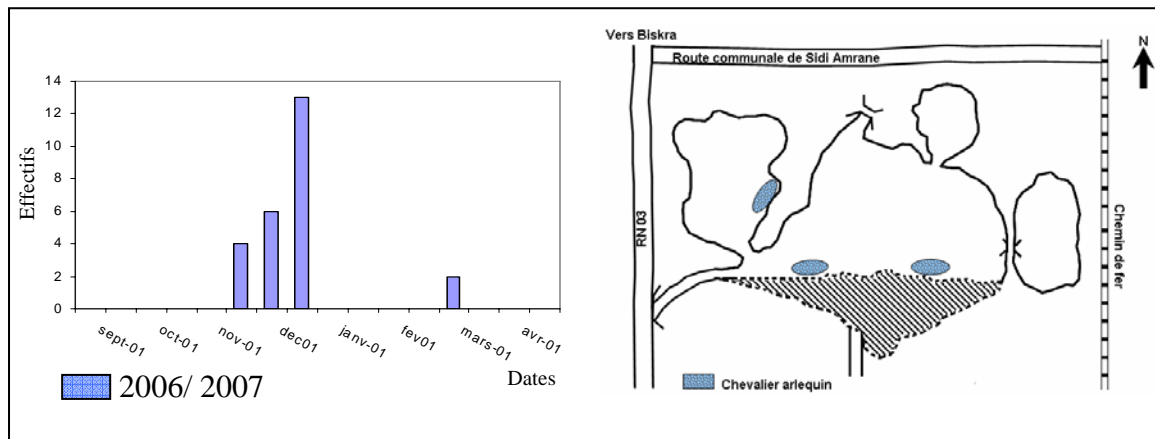 14
12
10
8
6
4
2
0
Effectifs
sept-01
oct-01
nov-01
dec01
janv-01
fev01
mars-01
avr-01
Dates
2006/ 2007
Vers Biskra
N
Route communale de Sidi Amrane
RN 03
Chemin de fer
Chevalier arlequin